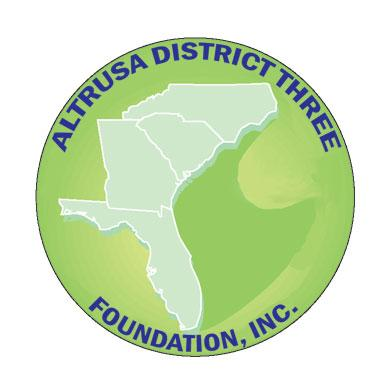 ALTRUSA DISTRICT THREE
FOUNDATION, INC.